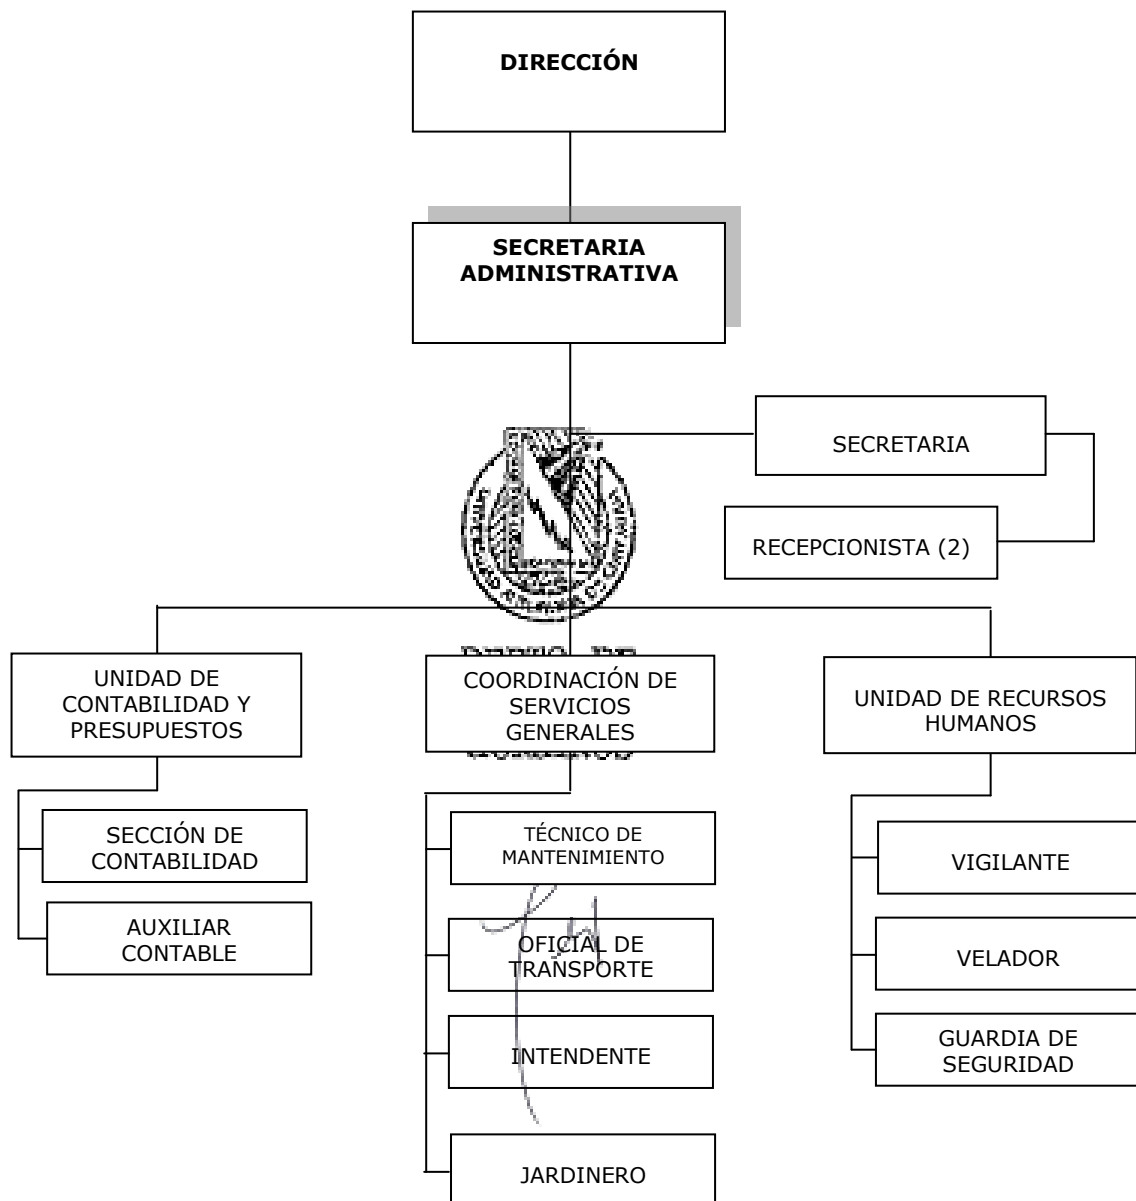 DIRECCIÓN
SECRETARIA
ADMINISTRATIVA
SECRETARIA
RECEPCIONISTA (2)
UNIDAD DE
CONTABILIDAD Y
PRESUPUESTOS
COORDINACIÓN DE
SERVICIOS
GENERALES
UNIDAD DE RECURSOS
HUMANOS
SECCIÓN DE
CONTABILIDAD
AUXILIAR
CONTABLE
TÉCNICO DE
MANTENIMIENTO
OFICIAL DE
TRANSPORTE
INTENDENTE
JARDINERO
VIGILANTE
VELADOR
GUARDIA DE
SEGURIDAD